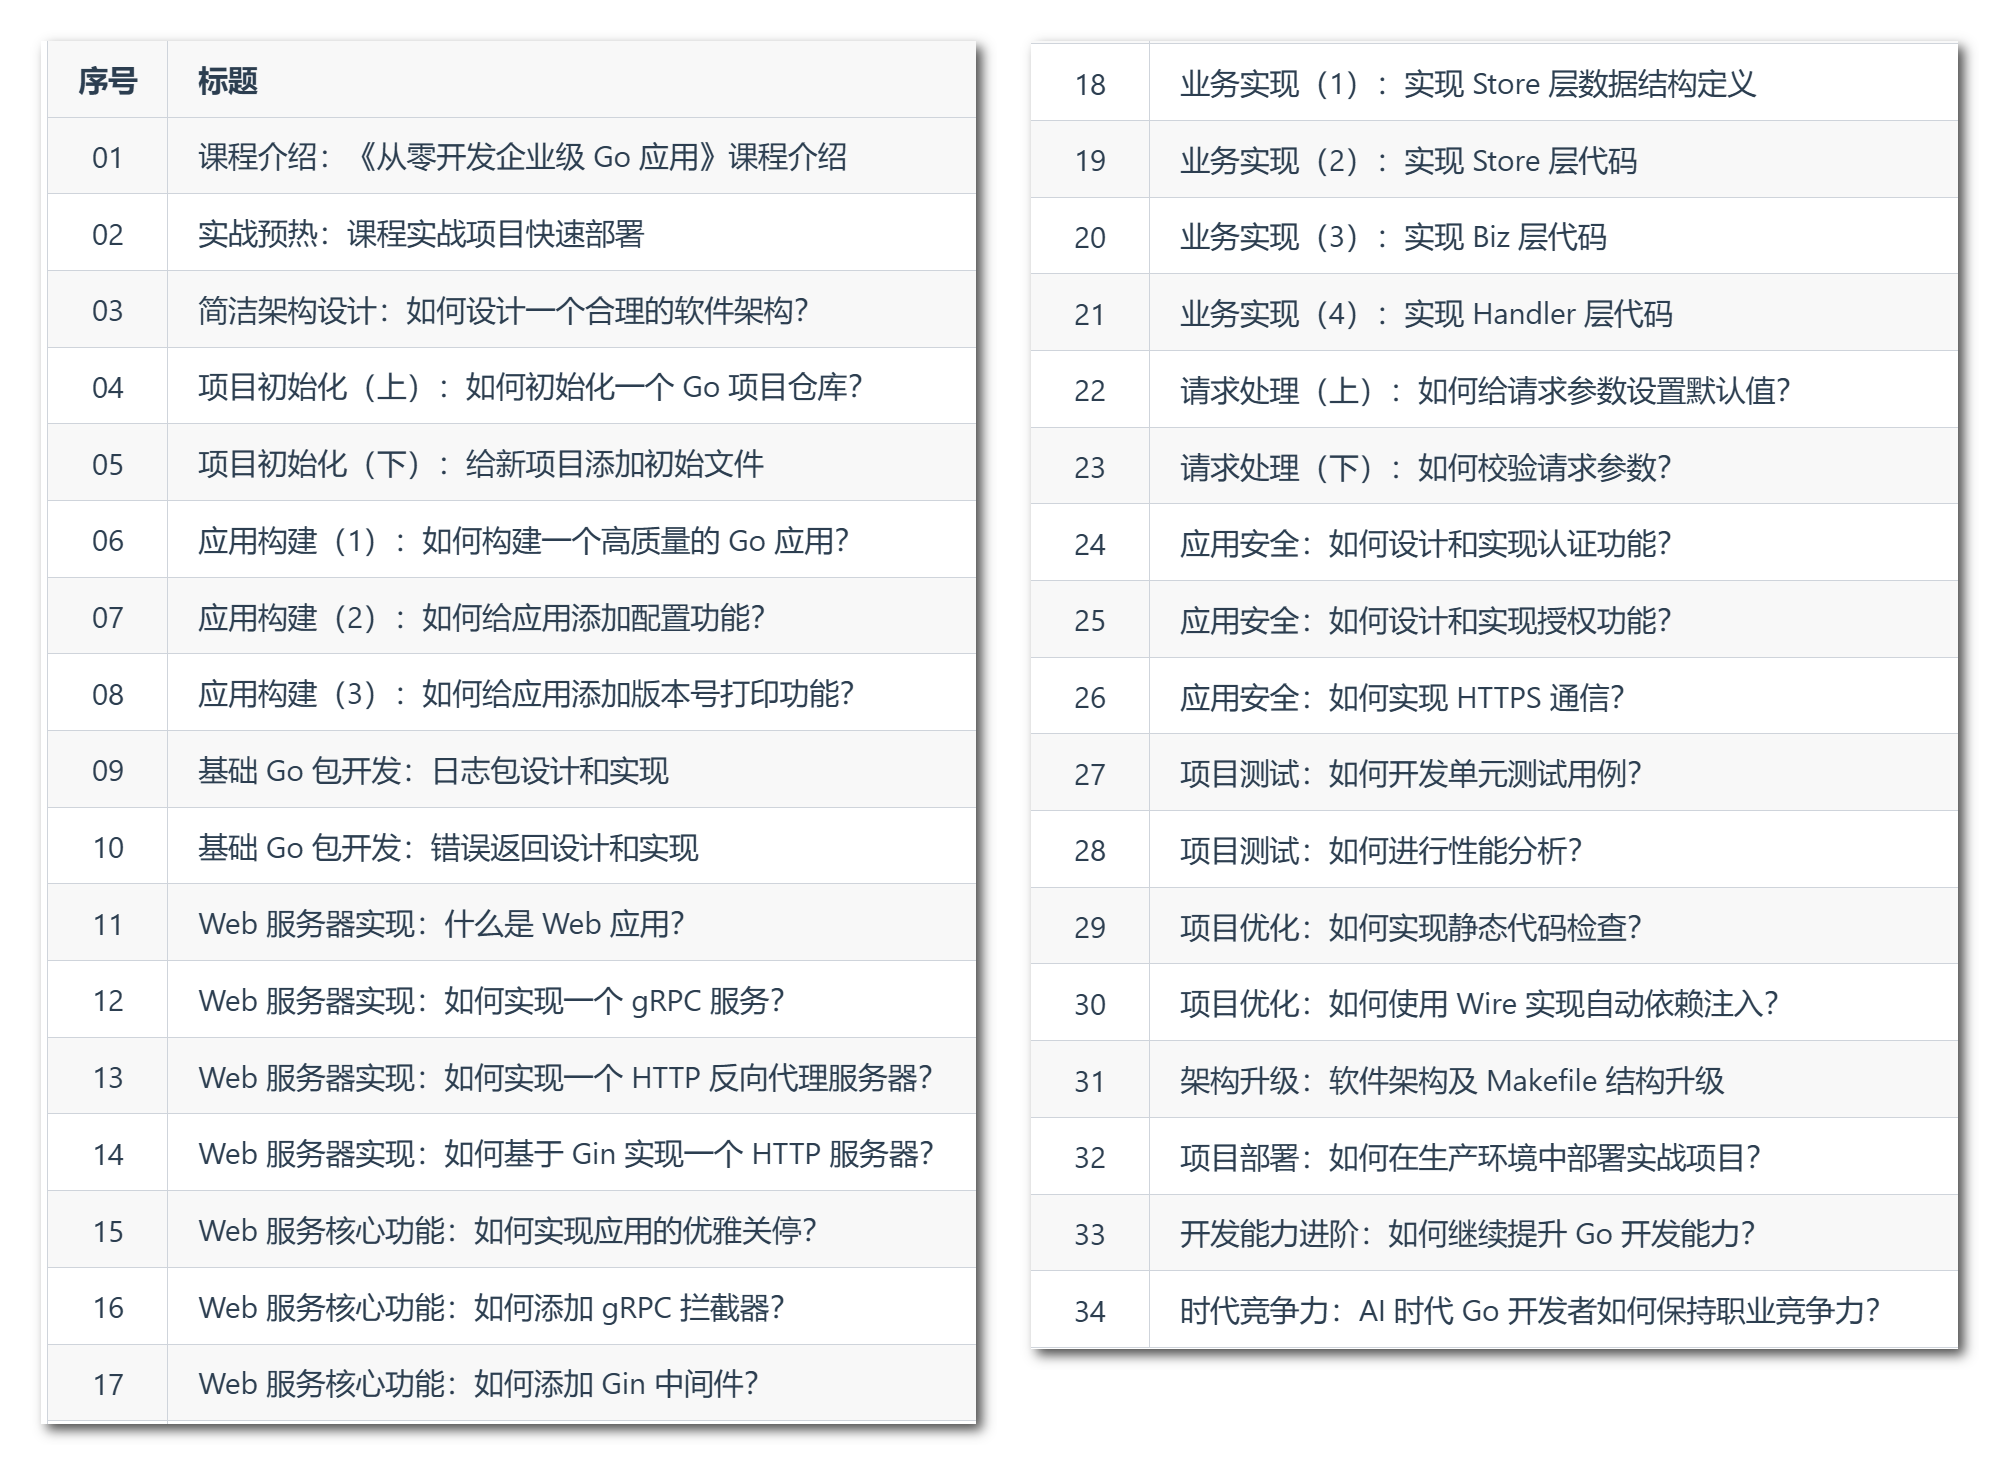 序号 标题
01 课程介绍：《从零开发企业级 Go 应用》课程介绍
02 实战预热：课程实战项目快速部署
03 简洁架构设计：如何设计一个合理的软件架构？
04 项目初始化（上）：如何初始化一个 Go 项目仓库？
05 项目初始化（下）：给新项目添加初始文件
06 应用构建（1）：如何构建一个高质量的 Go 应用？
07 应用构建（2）：如何给应用添加配置功能？
08 应用构建（3）：如何给应用添加版本号打印功能？
09 基础 Go 包开发：日志包设计和实现
10 基础 Go 包开发：错误返回设计和实现
11 Web 服务器实现：什么是 Web 应用？
12 Web 服务器实现：如何实现一个 gRPC 服务？
13 Web 服务器实现：如何实现一个 HTTP 反向代理服务器？
14 Web 服务器实现：如何基于 Gin 实现一个 HTTP 服务器？
15 Web 服务核心功能：如何实现应用的优雅关停？
16 Web 服务核心功能：如何添加 gRPC 拦截器？
17 Web 服务核心功能：如何添加 Gin 中间件？
18 业务实现（1）：实现 Store 层数据结构定义
19 业务实现（2）：实现 Store 层代码
20 业务实现（3）：实现 Biz 层代码
21 业务实现（4）：实现 Handler 层代码
22 请求处理（上）：如何给请求参数设置默认值？
23 请求处理（下）：如何校验请求参数？
24 应用安全：如何设计和实现认证功能？
25 应用安全：如何设计和实现授权功能？
26 应用安全：如何实现 HTTPS 通信？
27 项目测试：如何开发单元测试用例？
28 项目测试：如何进行性能分析？
29 项目优化：如何实现静态代码检查？
30 项目优化：如何使用 Wire 实现自动依赖注入？
31 架构升级：软件架构及 Makefile 结构升级
32 项目部署：如何在生产环境中部署实战项目？
33 开发能力进阶：如何继续提升 Go 开发能力？
34 时代竞争力：AI 时代 Go 开发者如何保持职业竞争力？